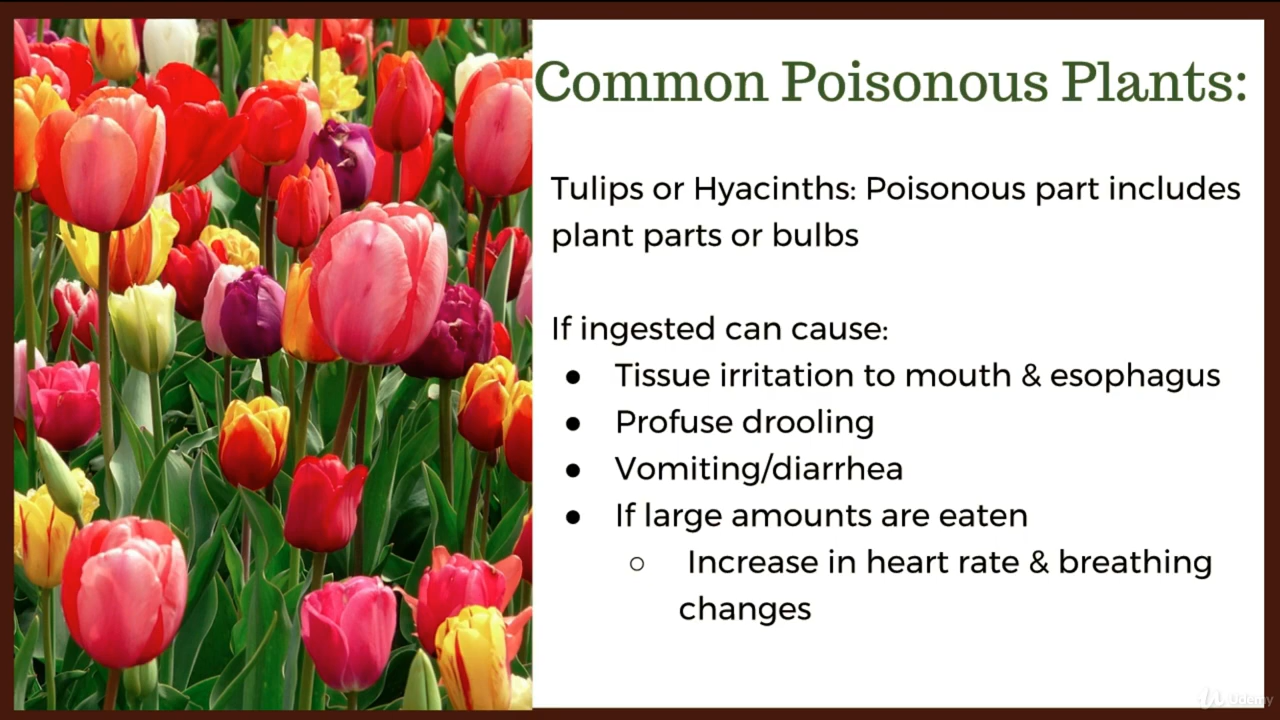 Common Poisonous Plants:
Tulips or Hyacinths: Poisonous part includes
plant parts or bulbs
If ingested can cause:
● Tissue irritation to mouth & esophagus
● Profuse drooling
● Vomiting/diarrhea
● If large amounts are eaten
○ Increase in heart rate & breathing
changes
Udemy